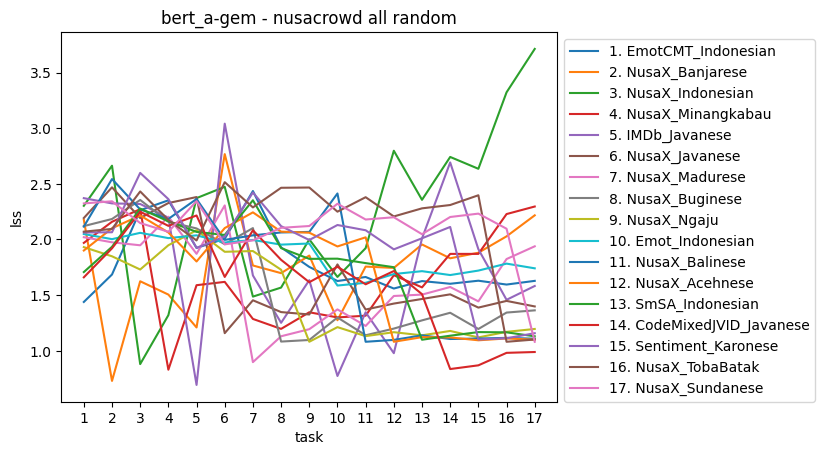 bert_a-gem - nusacrowd all random
lss
3.5
3.0
2.5
2.0
1.5
1.0
1 2 3 4 5 6 7 8 9 10 11 12 13 14 15 16 17
task
1. EmotCMT_Indonesian
2. NusaX_Banjarese
3. NusaX_Indonesian
4. NusaX_Minangkabau
5. IMDb_Javanese
6. NusaX_Javanese
7. NusaX_Madurese
8. NusaX_Buginese
9. NusaX_Ngaju
10. Emot_Indonesian
11. NusaX_Balinese
12. NusaX_Acehnese
13. SmSA_Indonesian
14. CodeMixedJVID_Javanese
15. Sentiment_Karonese
16. NusaX_TobaBatak
17. NusaX_Sundanese